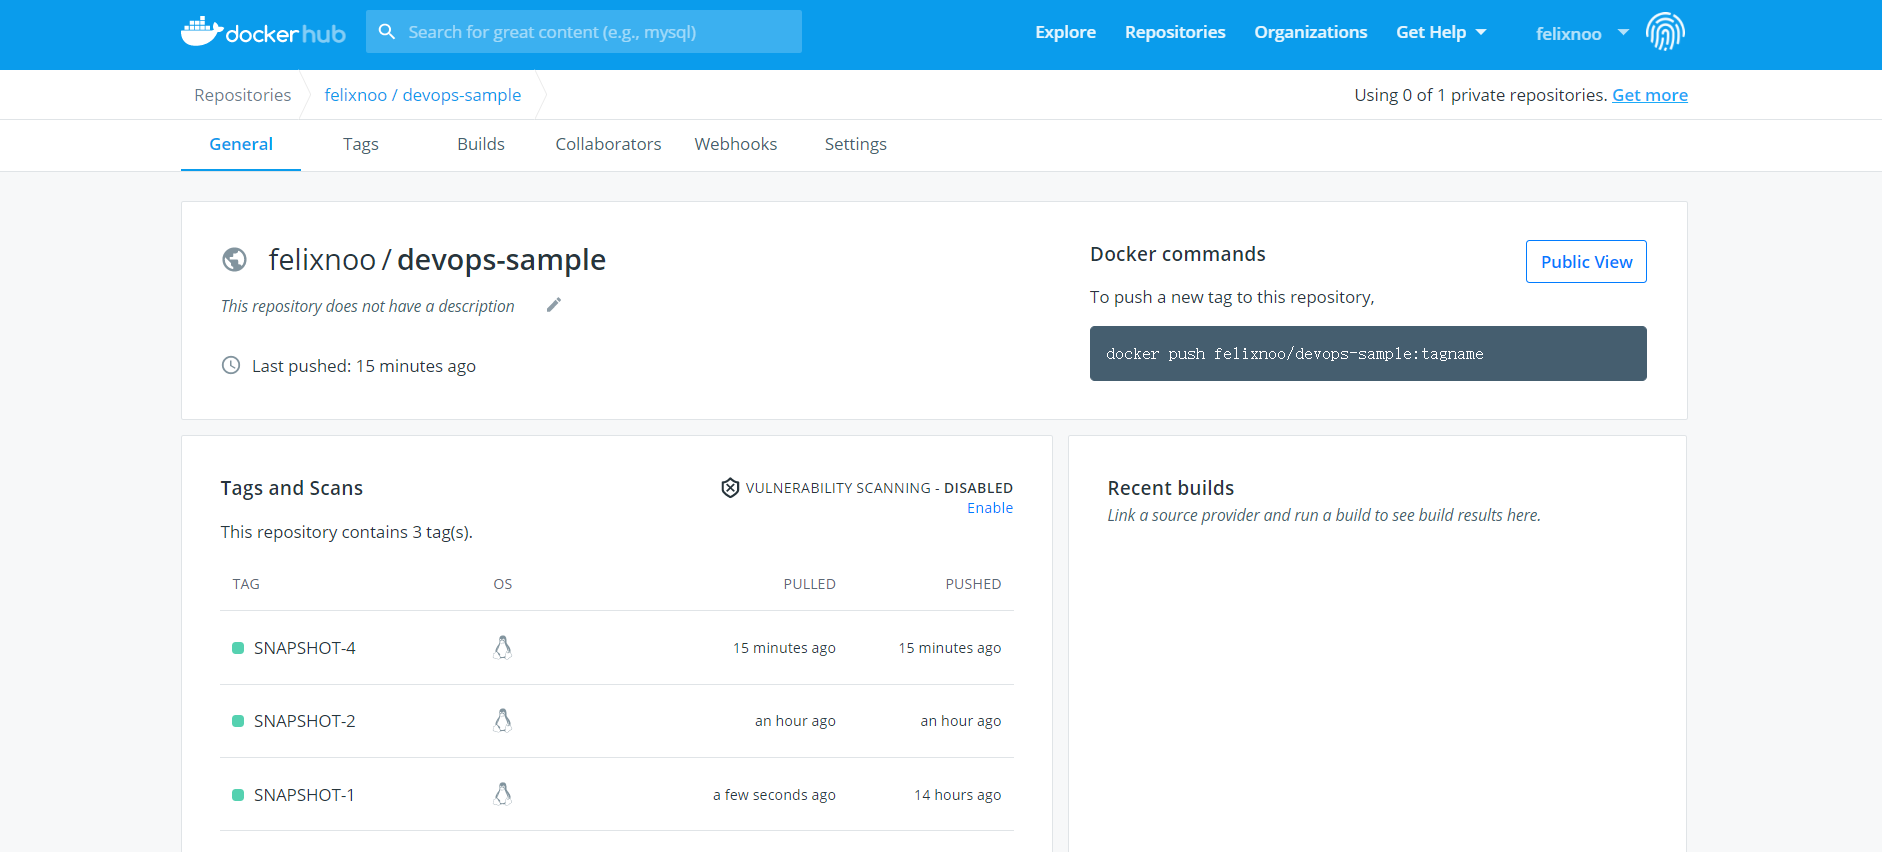 docker hub
Search for great content (e.g., mysql)
Explore
Repositories
Organizations
Get Help
felixnoo
Repositories
felixnoo / devops-sample
Using 0 of 1 private repositories. Get more
General
Tags
Builds
Collaborators
Webhooks
Settings
felixnoo / devops-sample
This repository does not have a description
Last pushed: 15 minutes ago
Docker commands
Public View
To push a new tag to this repository,
docker push felixnoo/devops-sample:tagname
Tags and Scans
VULNERABILITY SCANNING - DISABLED
Enable
This repository contains 3 tag(s).
TAG OS PULLED PUSHED
SNAPSHOT-4 15 minutes ago 15 minutes ago
SNAPSHOT-2 an hour ago an hour ago
SNAPSHOT-1 a few seconds ago 14 hours ago
Recent builds
Link a source provider and run a build to see build results here.